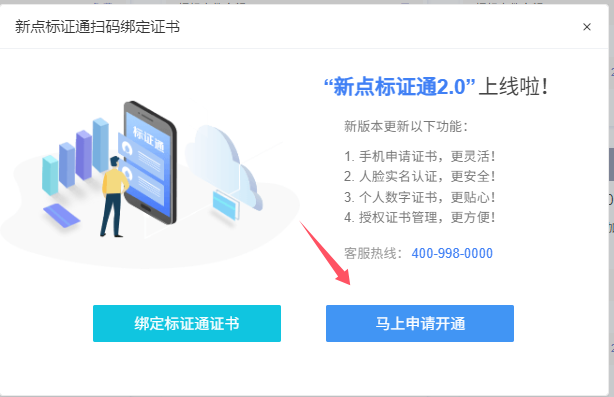 新点标证通扫码绑定证书
×
“新点标证通2.0”上线啦！
标证通
新版本更新以下功能：
1. 手机申请证书，更灵活！
2. 人脸实名认证，更安全！
3. 个人数字证书，更贴心！
4. 授权证书管理，更方便！
客服热线：400-998-0000
绑定标证通证书
马上申请开通